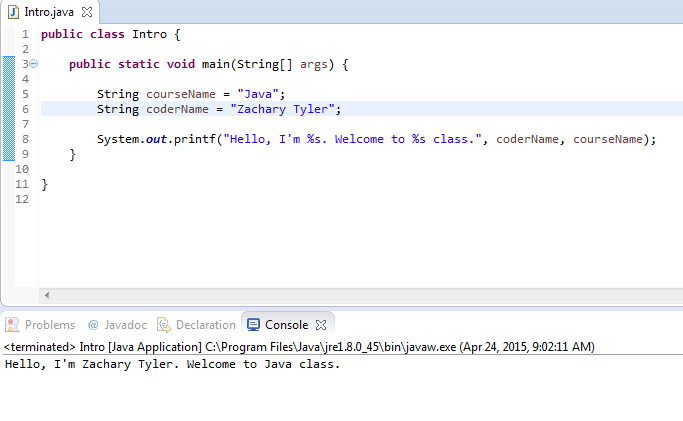 Intro.java
1 public class Intro {
2
3 public static void main(String[] args) {
4
5 String courseName = "Java";
6 String coderName = "Zachary Tyler";
7
8 System.out.printf("Hello, I'm %s. Welcome to %s class.", coderName, courseName);
9 }
10
11 }
12
Problems @ Javadoc Declaration Console
<terminated> Intro [Java Application] C:\Program Files\Java\jre1.8.0_45\bin\javaw.exe (Apr 24, 2015, 9:02:11 AM)
Hello, I'm Zachary Tyler. Welcome to Java class.